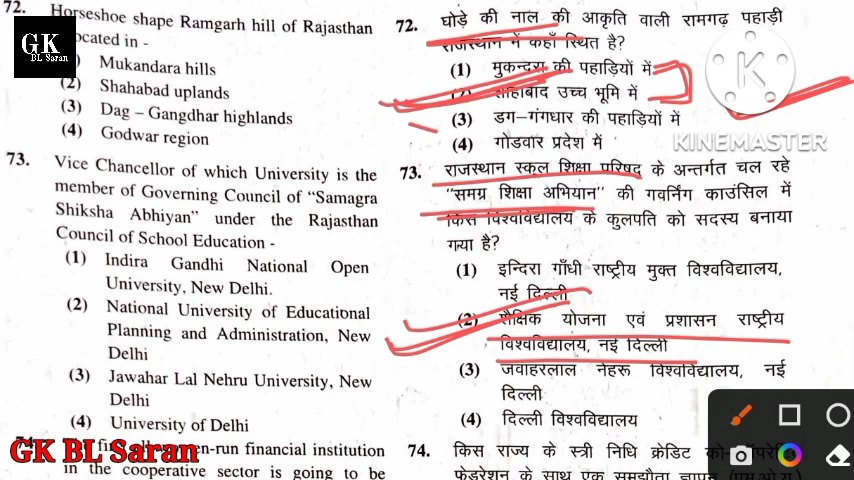 72.
Horseshoe shape Ramgarh hill of Rajasthan
located in -
Mukandara hills
(2) Shahabad uplands
(3) Dag – Gangdhar highlands
(4) Godwar region
73. Vice Chancellor of which University is the
member of Governing Council of “Samagra
Shiksha Abhiyan” under the Rajasthan
Council of School Education -
(1) Indira Gandhi National Open
University, New Delhi.
(2) National University of Educational
Planning and Administration, New
Delhi
(3) Jawahar Lal Nehru University, New
Delhi
(4) University of Delhi
financial institution
in the cooperative sector is going to be
72. घोड़े की नाल की आकृति वाली रामगढ़ पहाड़ी
राजस्थान में कहाँ स्थित है?
(1) मुकन्दरा की पहाड़ियों में
(2) शाहाबाद उच्च भूमि में
(3) डग–गंगधार की पहाड़ियों में
(4) गोडवार प्रदेश में
73. राजस्थान स्कूल शिक्षा परिषद के अन्तर्गत चल रहे
“समग्र शिक्षा अभियान” की गवर्निंग काउंसिल में
किस विश्वविद्यालय के कुलपति को सदस्य बनाया
गया है?
(1) इन्दिरा गाँधी राष्ट्रीय मुक्त विश्वविद्यालय,
नई दिल्ली
(2) शैक्षिक योजना एवं प्रशासन राष्ट्रीय
विश्वविद्यालय, नई दिल्ली
(3) जवाहरलाल नेहरू विश्वविद्यालय, नई
दिल्ली
(4) दिल्ली विश्वविद्यालय
74. किस राज्य के स्त्री निधि क्रेडिट
फेडरेशन के साथ एक समझौता ज्ञापन
GK
BL Saran
K
KINEMASTER
GK BL Saran